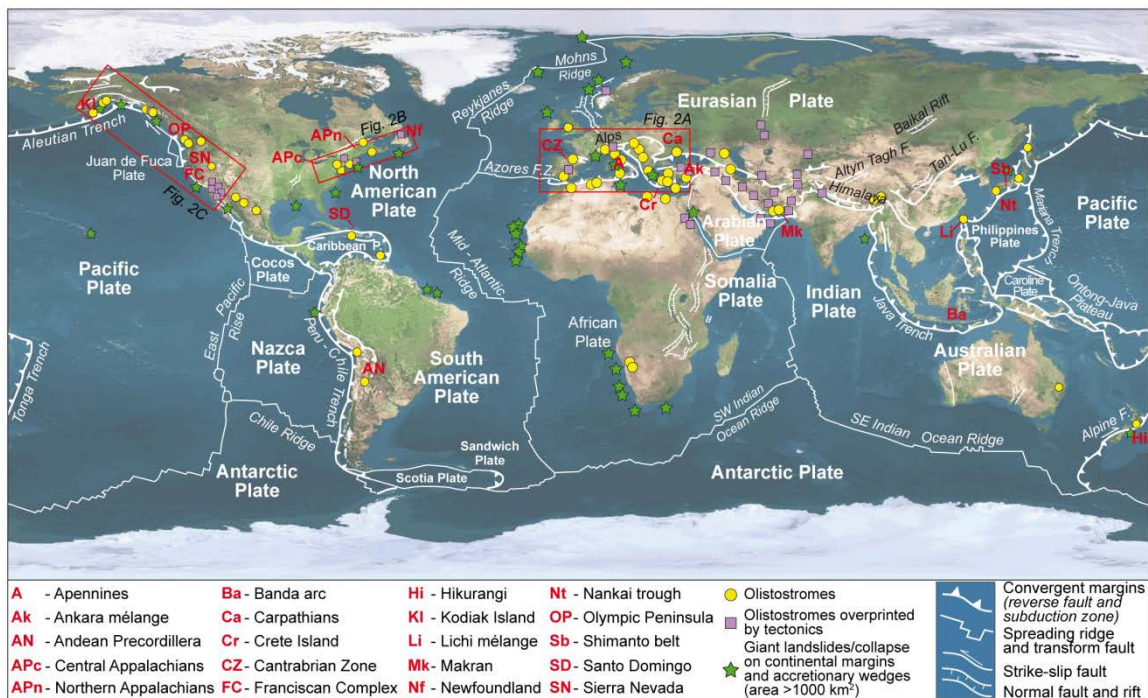 Mohns
Ridge
Reykjanes
Ridge
Eurasian Plate
Baikal Rift
Fig. 2A
Fig. 2B
Fig. 2C
KI
Aleutian Trench
OP
SN
FC
Juan de Fuca
Plate
APn
APc
Nf
North
American
Plate
Azores F.Z.
CZ
Alps
A
Ca
Ak
Cr
Altyn Tagh F.
Tan-Lu F.
Himalaya
Sb
Nt
Mariana Trench
Pacific
Plate
SD
Caribbean P.
Cocos
Plate
Mid - Atlantic
Ridge
Arabian
Plate
Mk
Li
Philippines
Plate
Pacific
Plate
East Pacific
Rise
Somalia
Plate
Indian
Plate
Caroline
Plate
Ontong-Java
Plateau
Java Trench
Ba
Nazca
Plate
Peru - Chile Trench
AN
South
American
Plate
African
Plate
Australian
Plate
Tonga Trench
Chile Ridge
SW Indian
Ocean Ridge
SE Indian Ocean Ridge
Alpine F.
Hi
Antarctic
Plate
Sandwich
Plate
Scotia Plate
Antarctic Plate
A - Apennines
Ak - Ankara mélange
AN - Andean Precordillera
APc - Central Appalachians
APn - Northern Appalachians
Ba - Banda arc
Ca - Carpathians
Cr - Crete Island
CZ - Cantrabrian Zone
FC - Franciscan Complex
Hi - Hikurangi
KI - Kodiak Island
Li - Lichi mélange
Mk - Makran
Nf - Newfoundland
Nt - Nankai trough
OP - Olympic Peninsula
Sb - Shimanto belt
SD - Santo Domingo
SN - Sierra Nevada
Olistostromes
Olistostromes overprinted
by tectonics
Giant landslides/collapse
on continental margins
and accretionary wedges
(area >1000 km²)
Convergent margins
(reverse fault and
subduction zone)
Spreading ridge
and transform fault
Strike-slip fault
Normal fault and rift